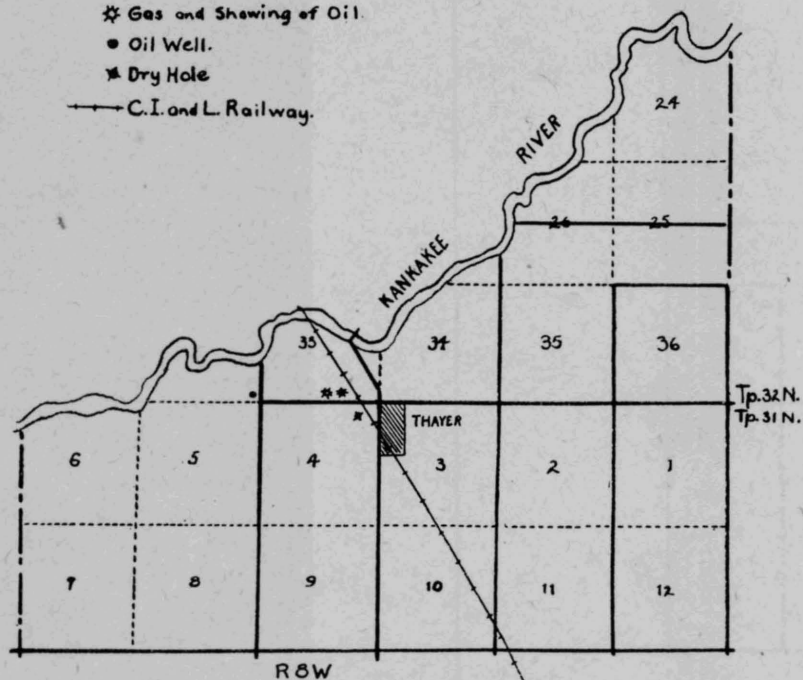 Gas and Showing of Oil.
Oil Well.
Dry Hole
C.I. and L. Railway.
24
RIVER
26 25
KANKAKEE
33 34 35 36
Tp. 32 N.
Tp. 31 N.
THAYER
6 5 4 3 2 1
7 8 9 10 11 12
R 8 W